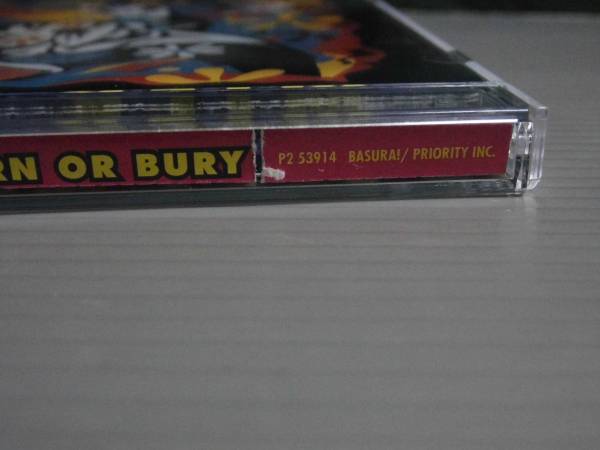 RN OR BURY P2 53914 BASURA!/ PRIORITY INC.